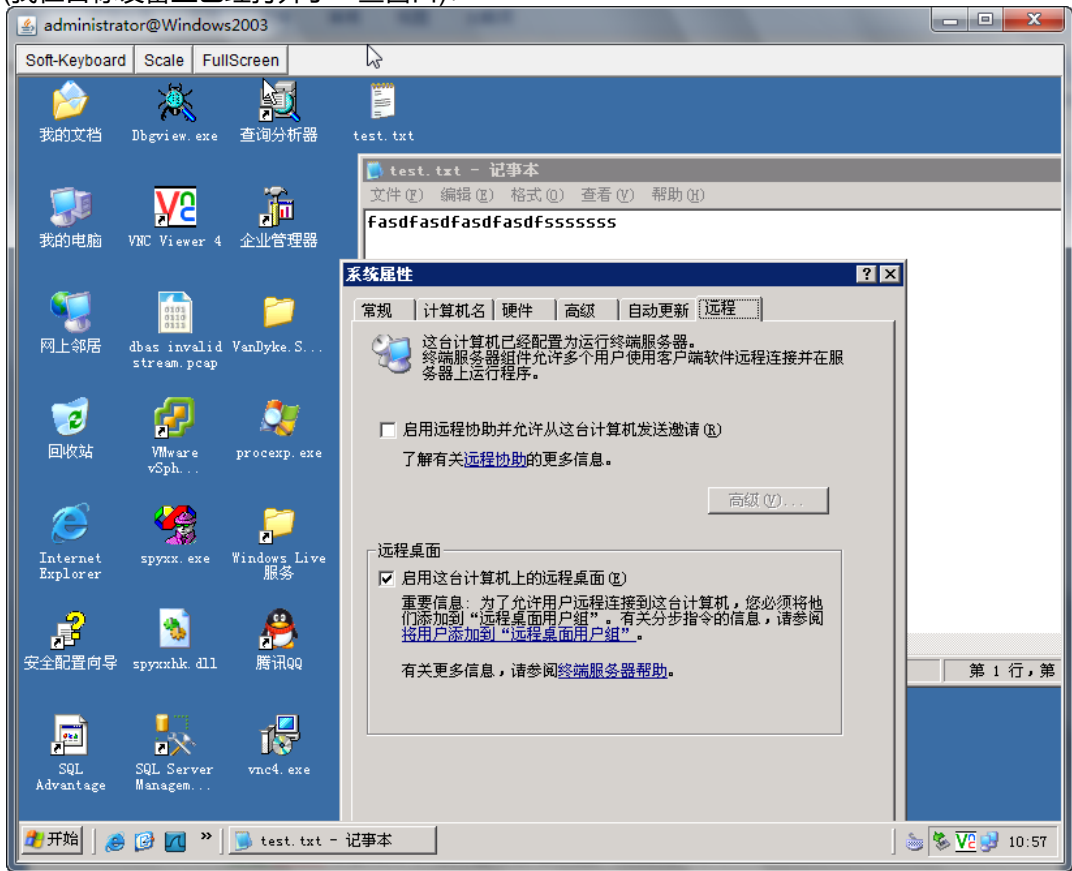 administrator@Windows2003
Soft-Keyboard Scale FullScreen
我的文档
Dbgview.exe
查询分析器
test.txt
test.txt - 记事本
文件(F) 编辑(E) 格式(O) 查看(V) 帮助(H)
fasdfasdfasdfasdfsssssss
我的电脑
VNC Viewer 4
企业管理器
系统属性
常规 计算机名 硬件 高级 自动更新 远程
这台计算机已经配置为运行终端服务器。
终端服务器组件允许多个用户使用客户端软件远程连接并在服
务器上运行程序。
网上邻居
dbas invalid
stream.pcap
VanDyke.S...
启用远程协助并允许从这台计算机发送邀请(R)
了解有关远程协助的更多信息。
高级(V)...
回收站
VMware
vSph...
procexp.exe
远程桌面
启用这台计算机上的远程桌面(E)
重要信息: 为了允许用户远程连接到这台计算机，您必须将他
们添加到“远程桌面用户组”。有关分步指令的信息，请参阅
将用户添加到“远程桌面用户组”。
有关更多信息，请参阅终端服务器帮助。
Internet
Explorer
spyxx.exe
Windows Live
服务
安全配置向导
spyxxhk.dll
腾讯QQ
第 1 行，第
SQL
Advantage
SQL Server
Managem...
vnc4.exe
开始
test.txt - 记事本
10:57